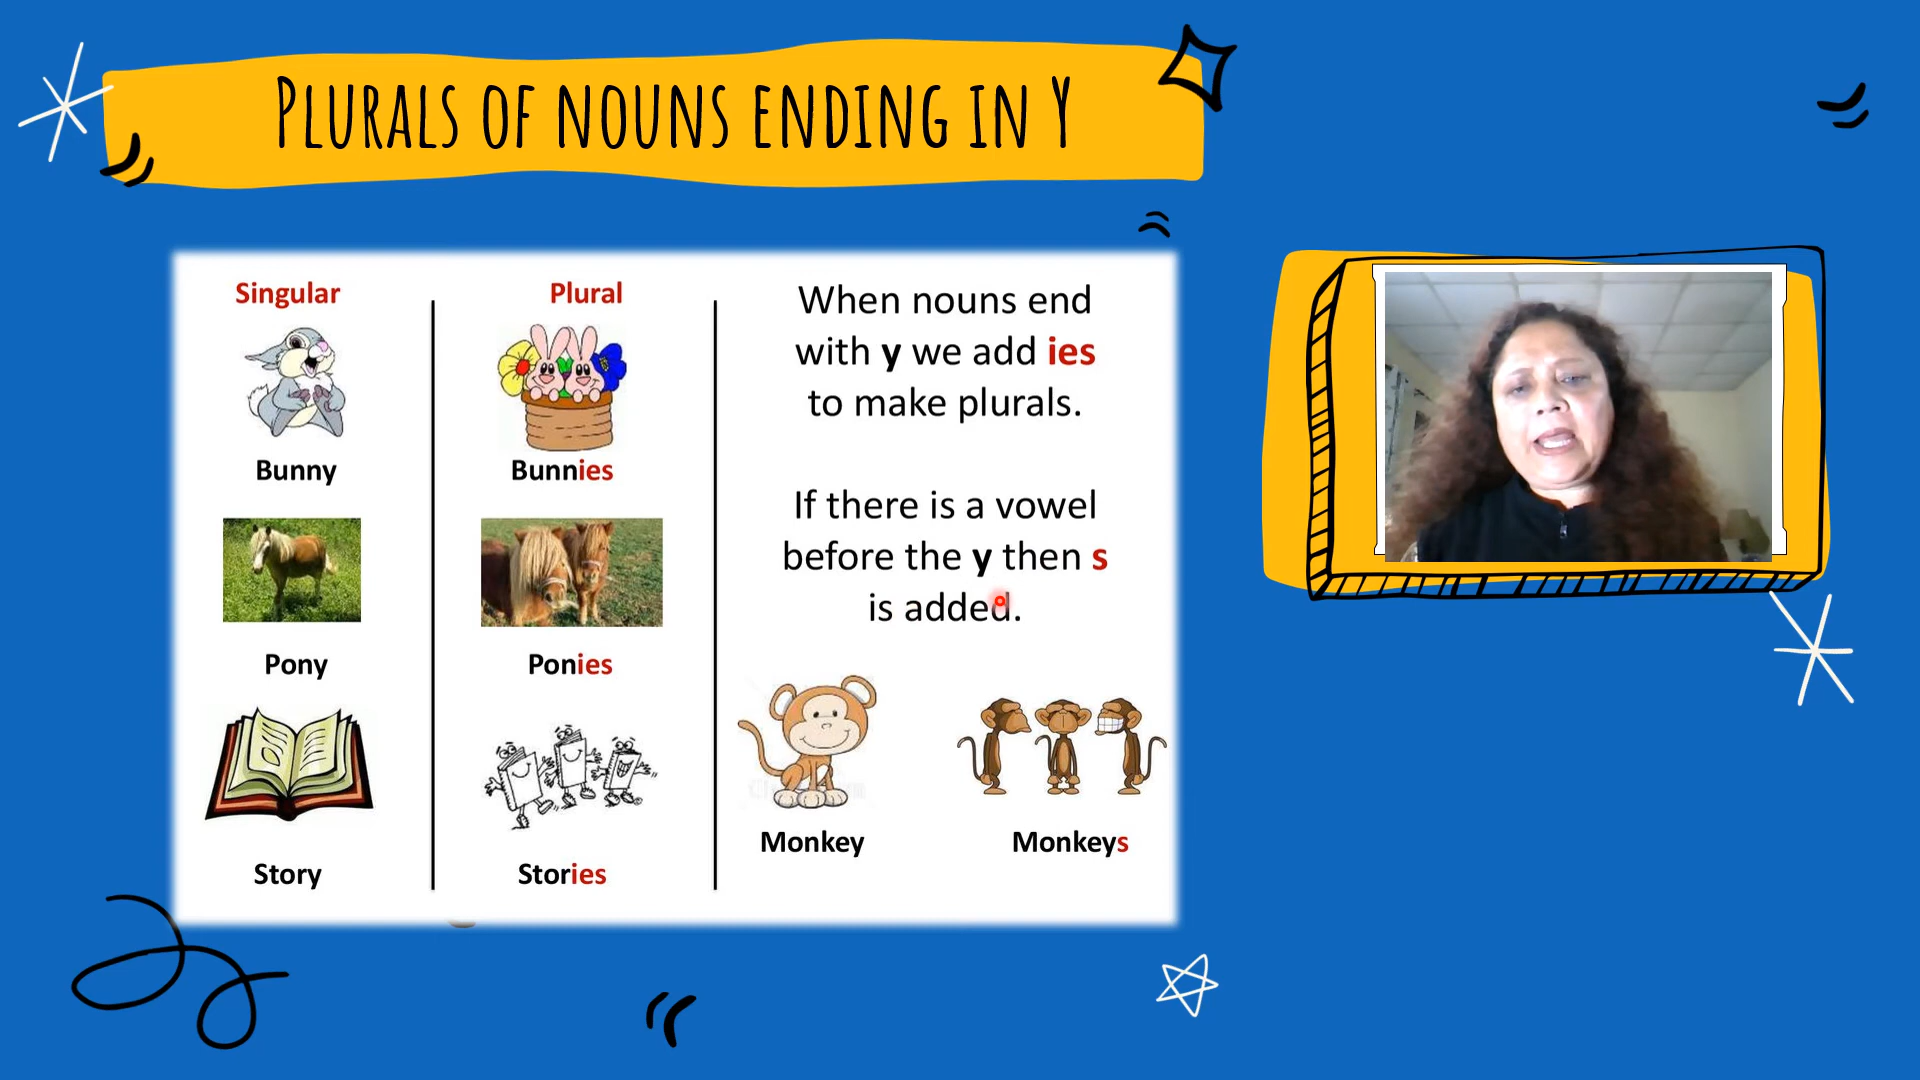 Plurals of nouns ending in Y
Singular
Plural
Bunny
Bunnies
Pony
Ponies
Story
Stories
When nouns end
with y we add ies
to make plurals.
If there is a vowel
before the y then s
is added.
Monkey
Monkeys